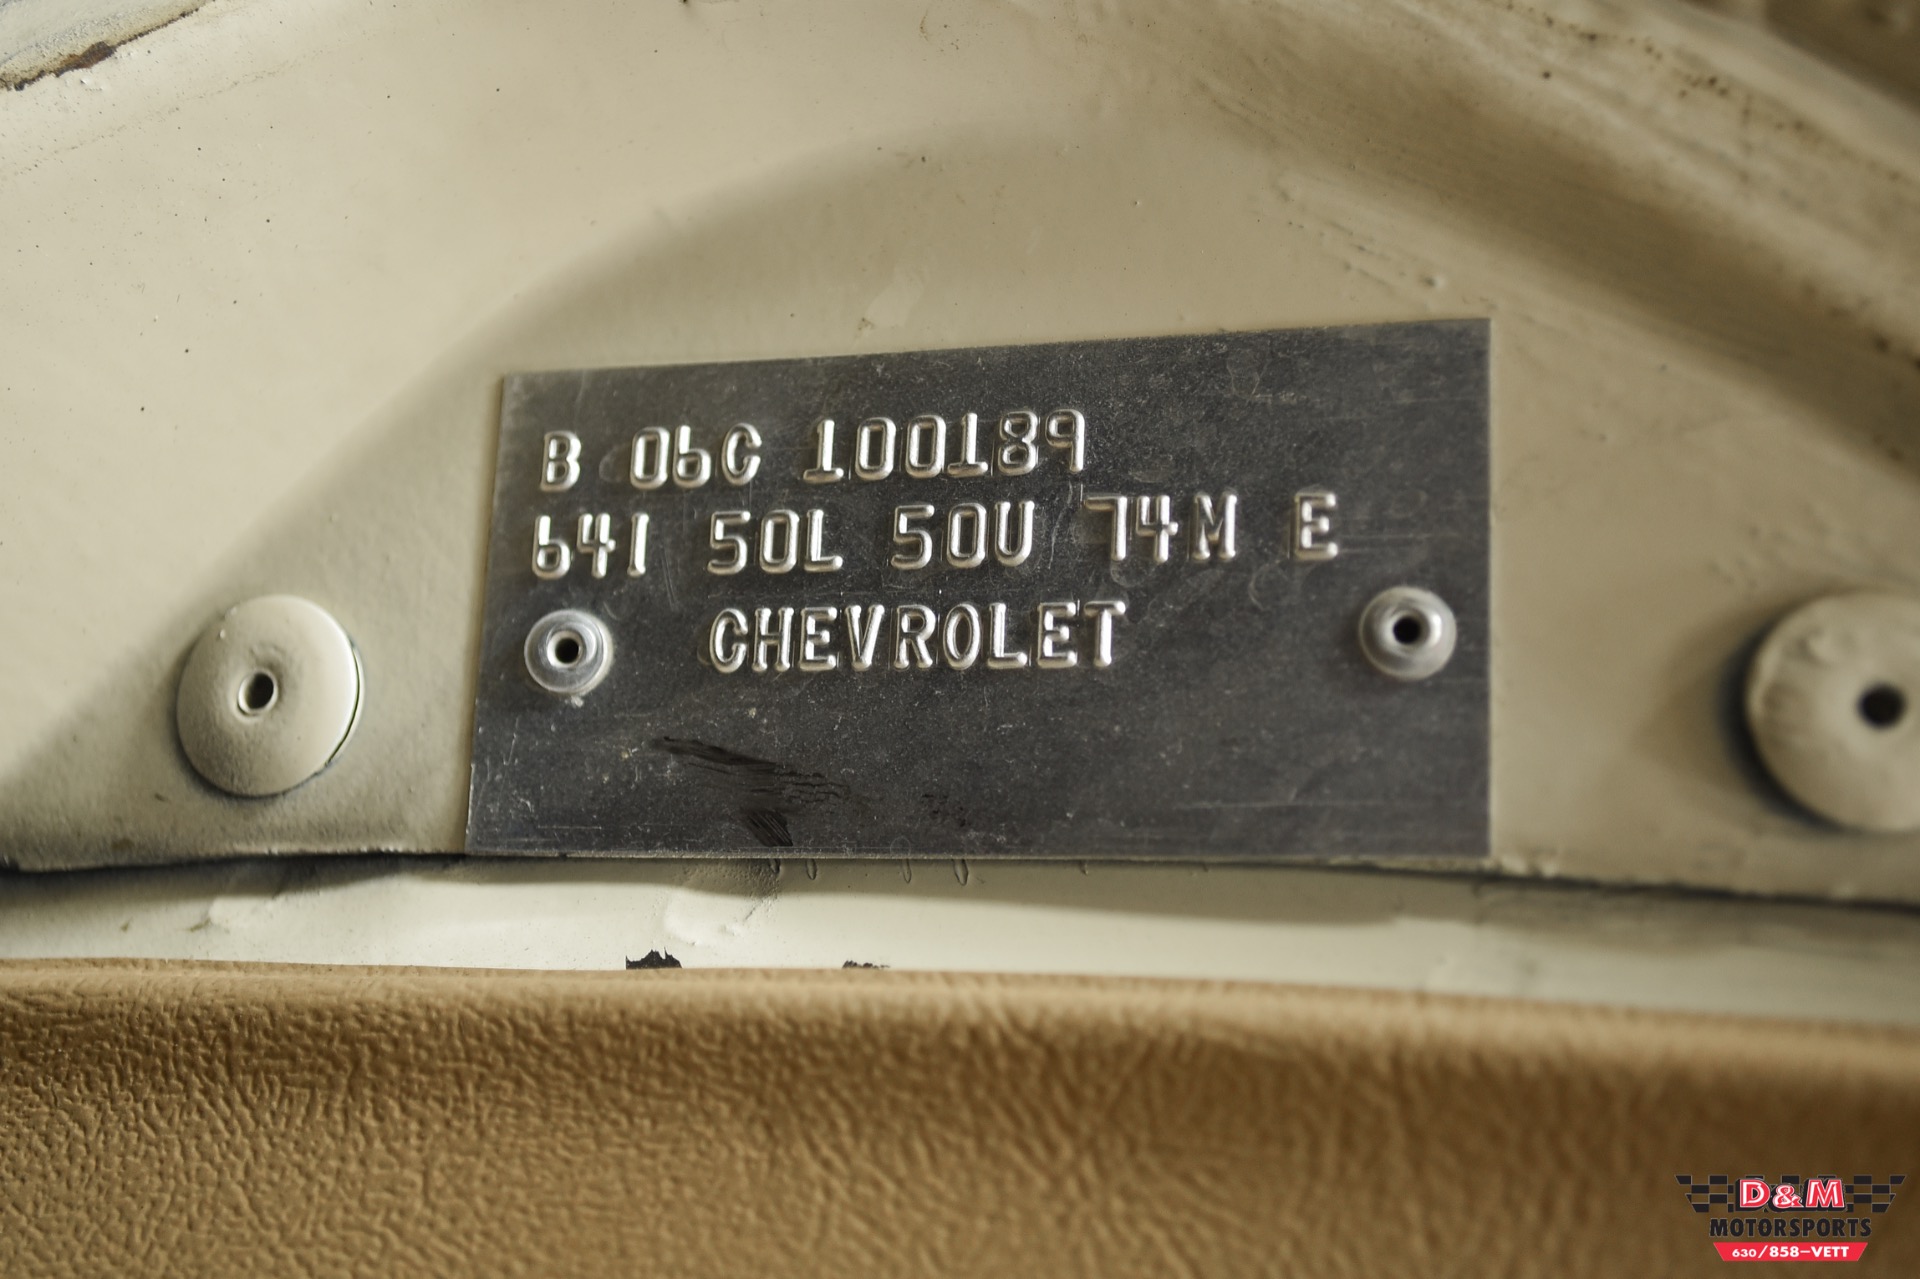 B 06C 100189
641 50L 50U 74M E
CHEVROLET
D&M
MOTORSPORTS
630/858-VETT